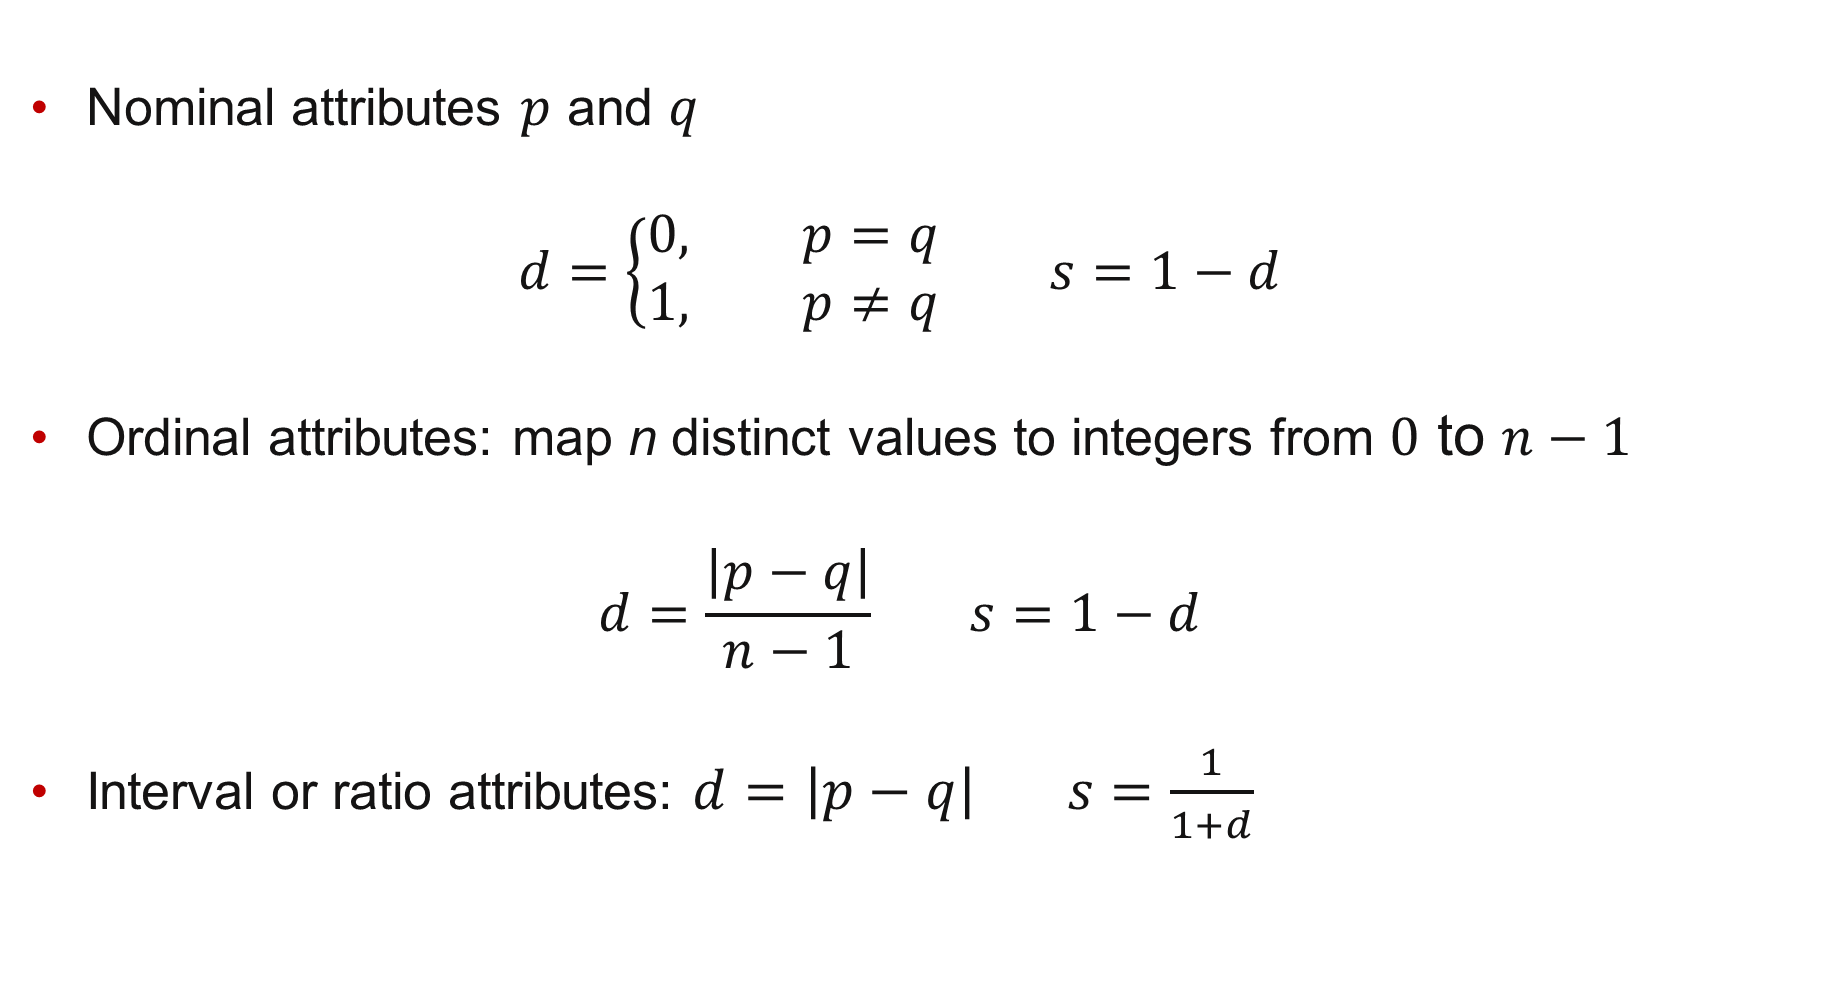 • Nominal attributes p and q
d = {0, p = q
1, p ≠ q s = 1 − d
• Ordinal attributes: map n distinct values to integers from 0 to n − 1
d = |p − q| / n − 1 s = 1 − d
• Interval or ratio attributes: d = |p − q| s = 1 / 1+d